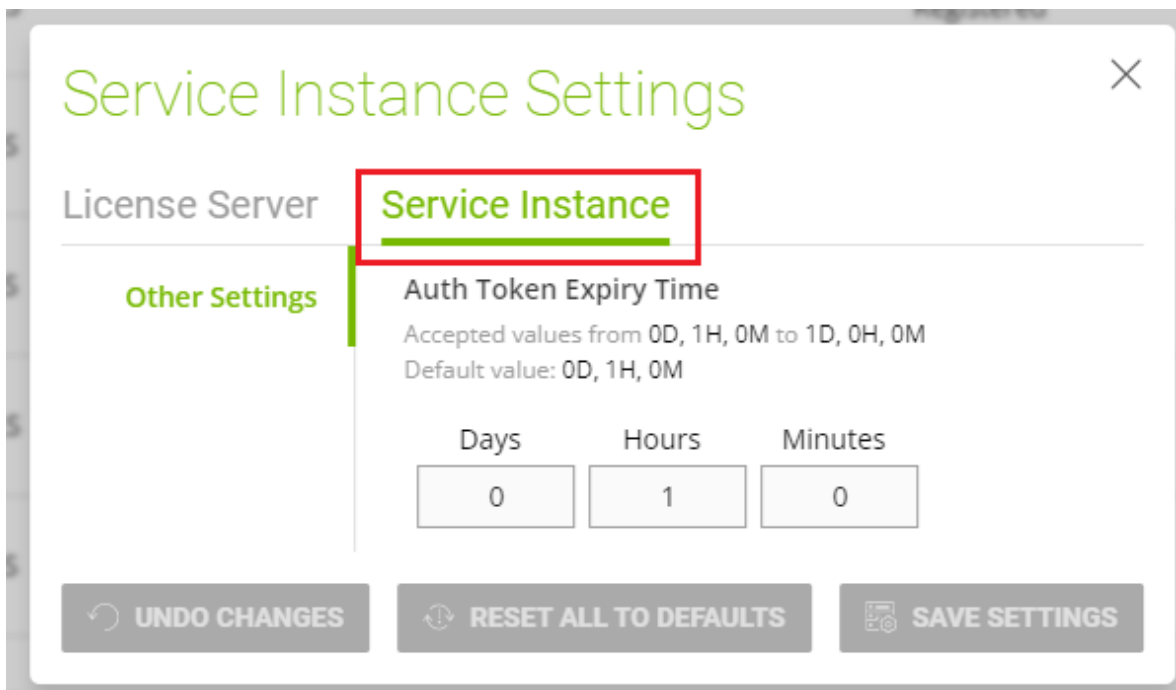 Registered
Service Instance Settings
License Server
Service Instance
Other Settings
Auth Token Expiry Time
Accepted values from 0D, 1H, 0M to 1D, 0H, 0M
Default value: 0D, 1H, 0M
Days Hours Minutes
0 1 0
UNDO CHANGES
RESET ALL TO DEFAULTS
SAVE SETTINGS